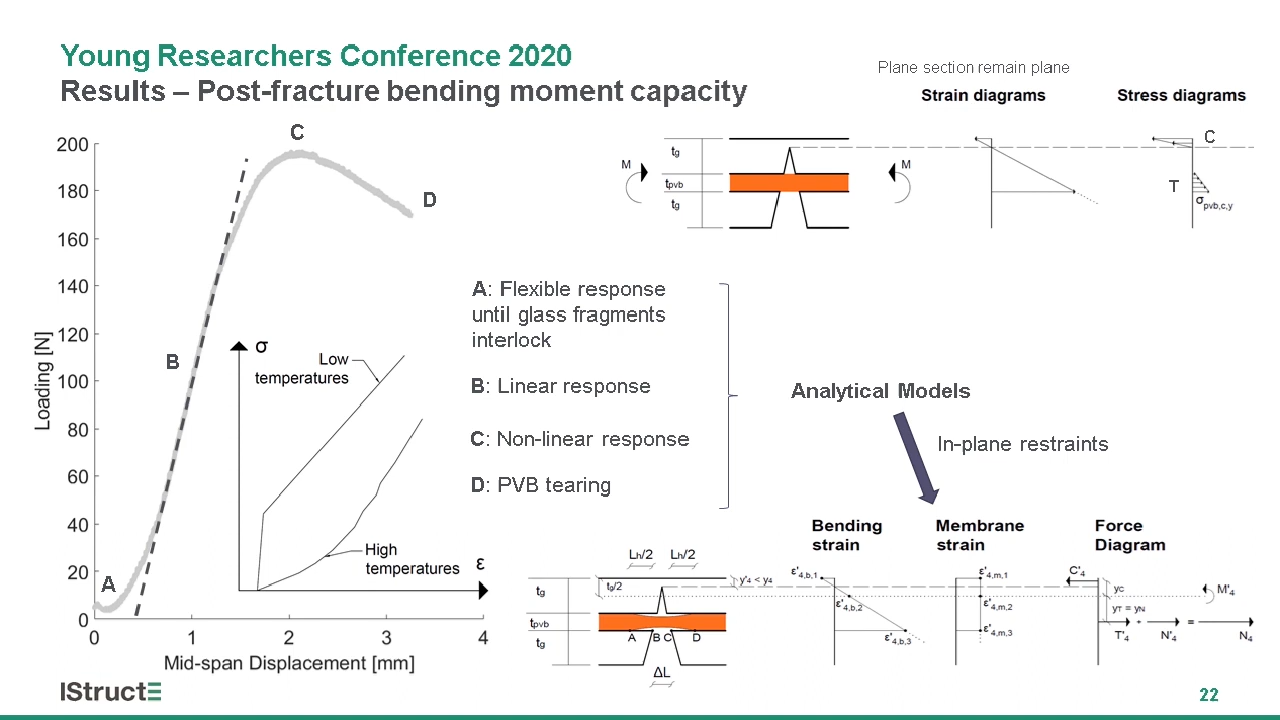 Young Researchers Conference 2020
Results – Post-fracture bending moment capacity
Plane section remain plane
Strain diagrams
Stress diagrams
C
D
B
A
200
180
160
140
120
100
80
60
40
20
0
0
1
2
3
4
Loading [N]
Mid-span Displacement [mm]
σ
Low
temperatures
High
temperatures
ε
M
tg
tpvb
tg
M
C
T
σpvb,c,y
A: Flexible response
until glass fragments
interlock
B: Linear response
C: Non-linear response
D: PVB tearing
Analytical Models
In-plane restraints
Lh/2
Lh/2
tg
tpvb
tg
tg/2
y'4 < y4
A
B
C
D
ΔL
Bending
strain
Membrane
strain
Force
Diagram
ε'4,b,1
ε'4,b,2
ε'4,b,3
ε'4,m,1
ε'4,m,2
ε'4,m,3
C'4
yC
yT = yN
M'4
T'4
+
N'4
=
N4
IStructE
22